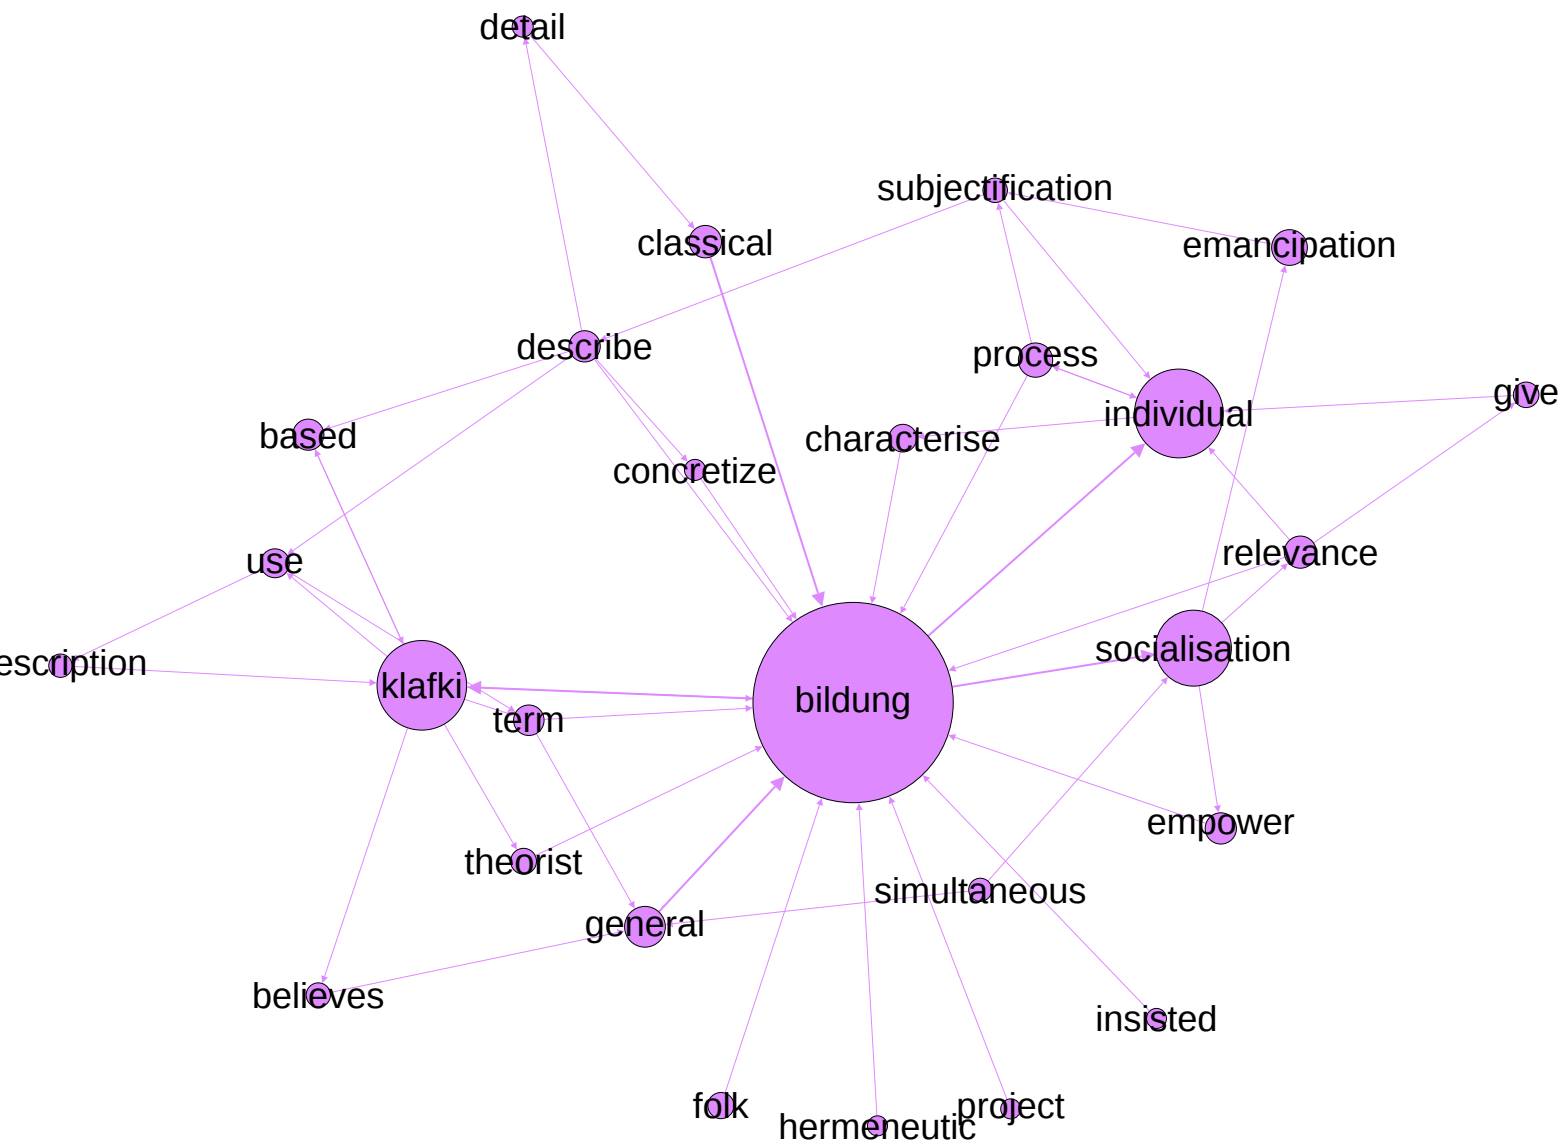 detail
subjectification
classical
emancipation
describe
process
give
individual
based
characterise
concretize
use
relevance
escription
socialisation
klafki
bildung
term
empower
theorist
simultaneous
general
believes
insisted
folk
project
hermeneutic